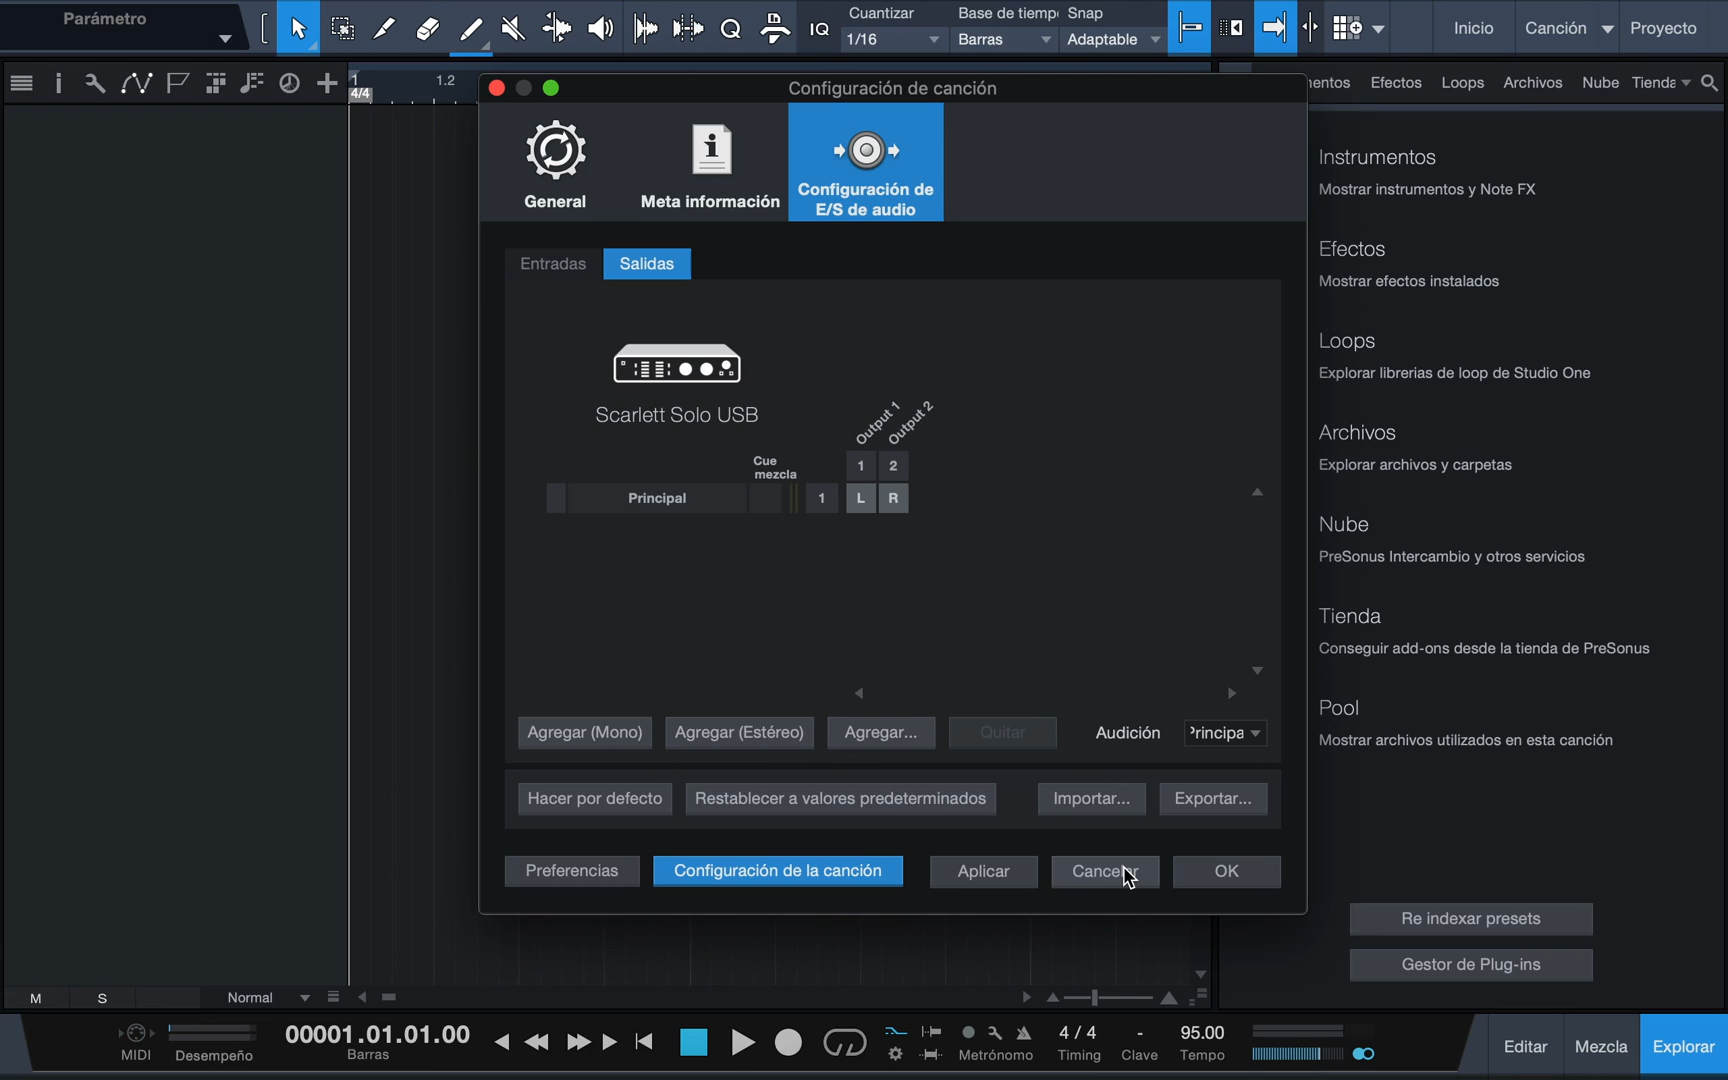 Parámetro
IQ
Cuantizar
1/16
Base de tiempo
Barras
Snap
Adaptable
Inicio
Canción
Proyecto
1
4/4
1.2
Configuración de canción
General
Meta información
Configuración de
E/S de audio
Entradas
Salidas
Scarlett Solo USB
Output 1
Output 2
Cue
mezcla
1
2
Principal
1
L
R
Agregar (Mono)
Agregar (Estéreo)
Agregar...
Quitar
Audición
Principa
Hacer por defecto
Restablecer a valores predeterminados
Importar...
Exportar...
Preferencias
Configuración de la canción
Aplicar
Cancelar
OK
mentos
Efectos
Loops
Archivos
Nube
Tienda
Instrumentos
Mostrar instrumentos y Note FX
Efectos
Mostrar efectos instalados
Loops
Explorar librerias de loop de Studio One
Archivos
Explorar archivos y carpetas
Nube
PreSonus Intercambio y otros servicios
Tienda
Conseguir add-ons desde la tienda de PreSonus
Pool
Mostrar archivos utilizados en esta canción
Re indexar presets
Gestor de Plug-ins
M
S
Normal
MIDI
Desempeño
00001.01.01.00
Barras
Metrónomo
4 / 4
Timing
-
Clave
95.00
Tempo
Editar
Mezcla
Explorar